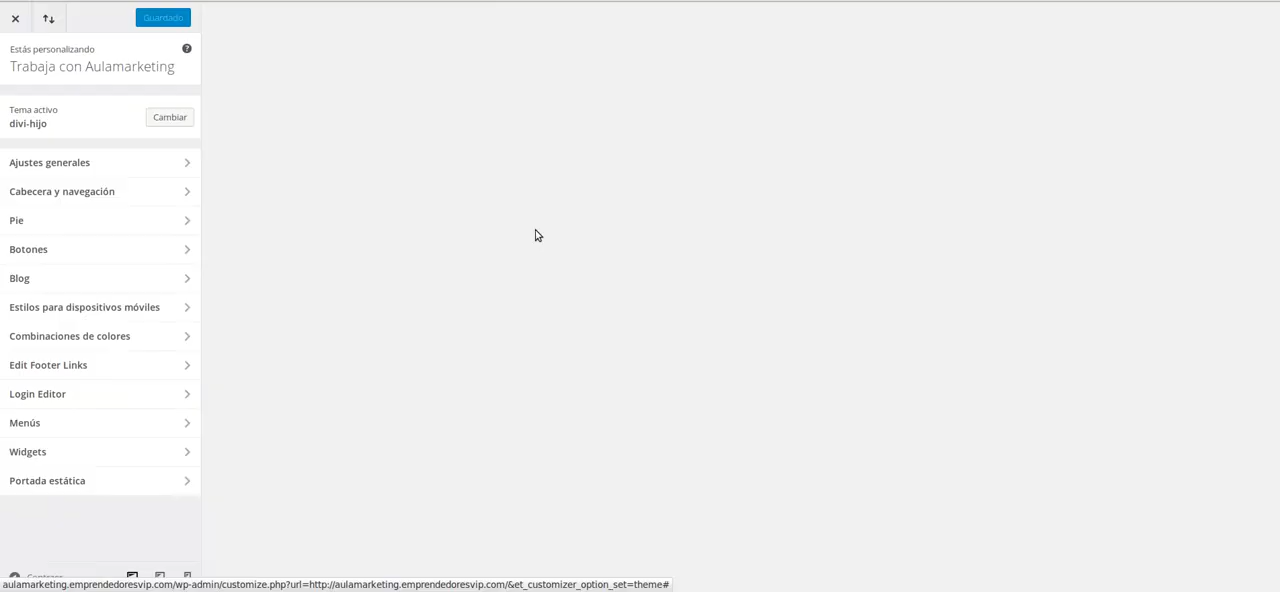 Guardado
Estás personalizando
Trabaja con Aulamarketing
Tema activo
divi-hijo
Cambiar
Ajustes generales
Cabecera y navegación
Pie
Botones
Blog
Estilos para dispositivos móviles
Combinaciones de colores
Edit Footer Links
Login Editor
Menús
Widgets
Portada estática
aulamarketing.emprendedoresvip.com/wp-admin/customize.php?url=http://aulamarketing.emprendedoresvip.com/&et_customizer_option_set=theme#